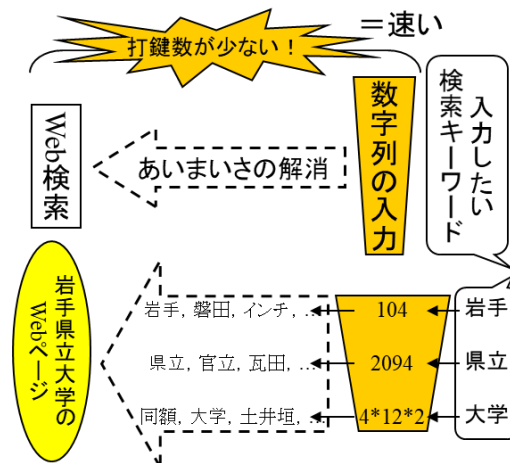 打鍵数が少ない！
＝速い
Web検索
あいまいさの解消
数字列の入力
入力したい
検索キーワード
岩手県立大学の
Webページ
岩手, 磐田, インチ, ...
104
岩手
県立, 官立, 瓦田, ...
2094
県立
同額, 大学, 土井垣, ...
4*12*2
大学